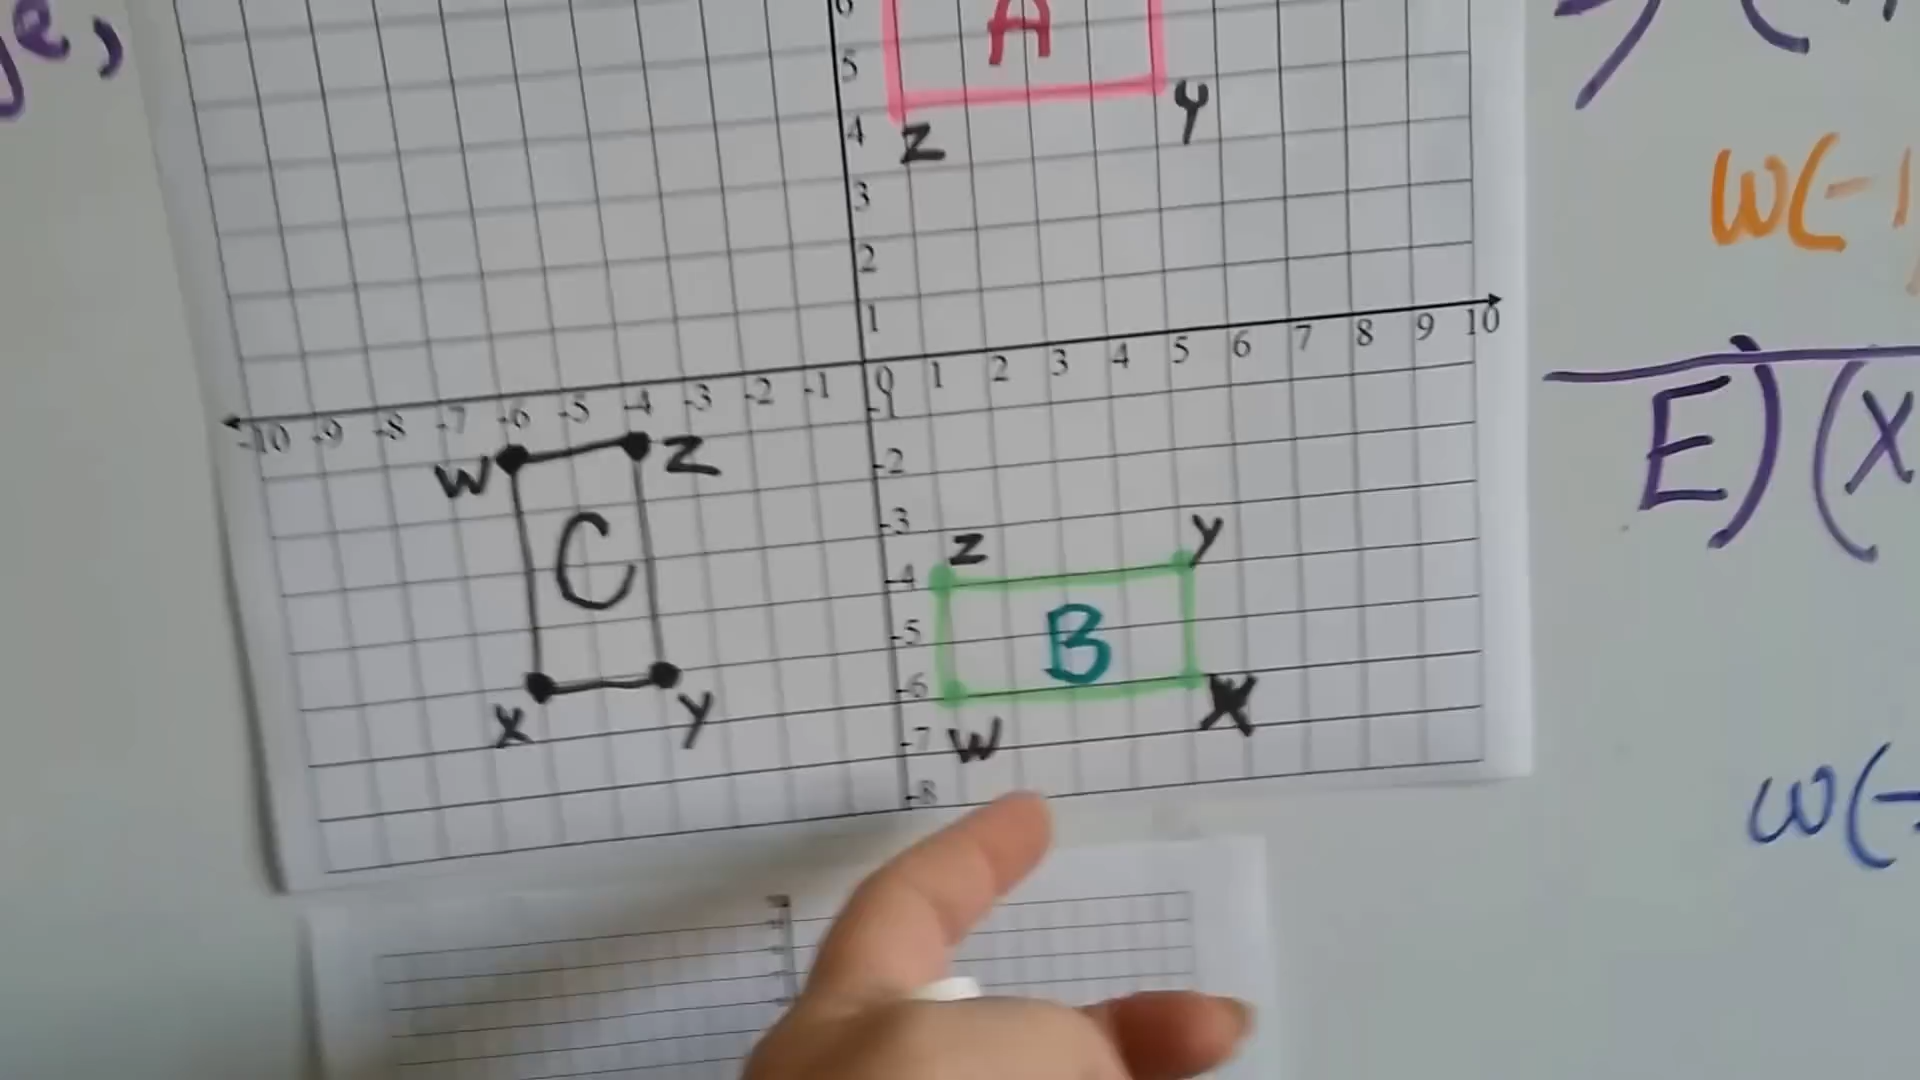 A
5
4
Z
Y
3
W(-1
2
1
-10 -9 -8 -7 -6 -5 -4 -3 -2 -1 0 1 2 3 4 5 6 7 8 9 10
-1
E) (X
W Z
-2
-3
Z Y
C
-4
B
-5
-6
X Y
W X
-7
-8
W(-